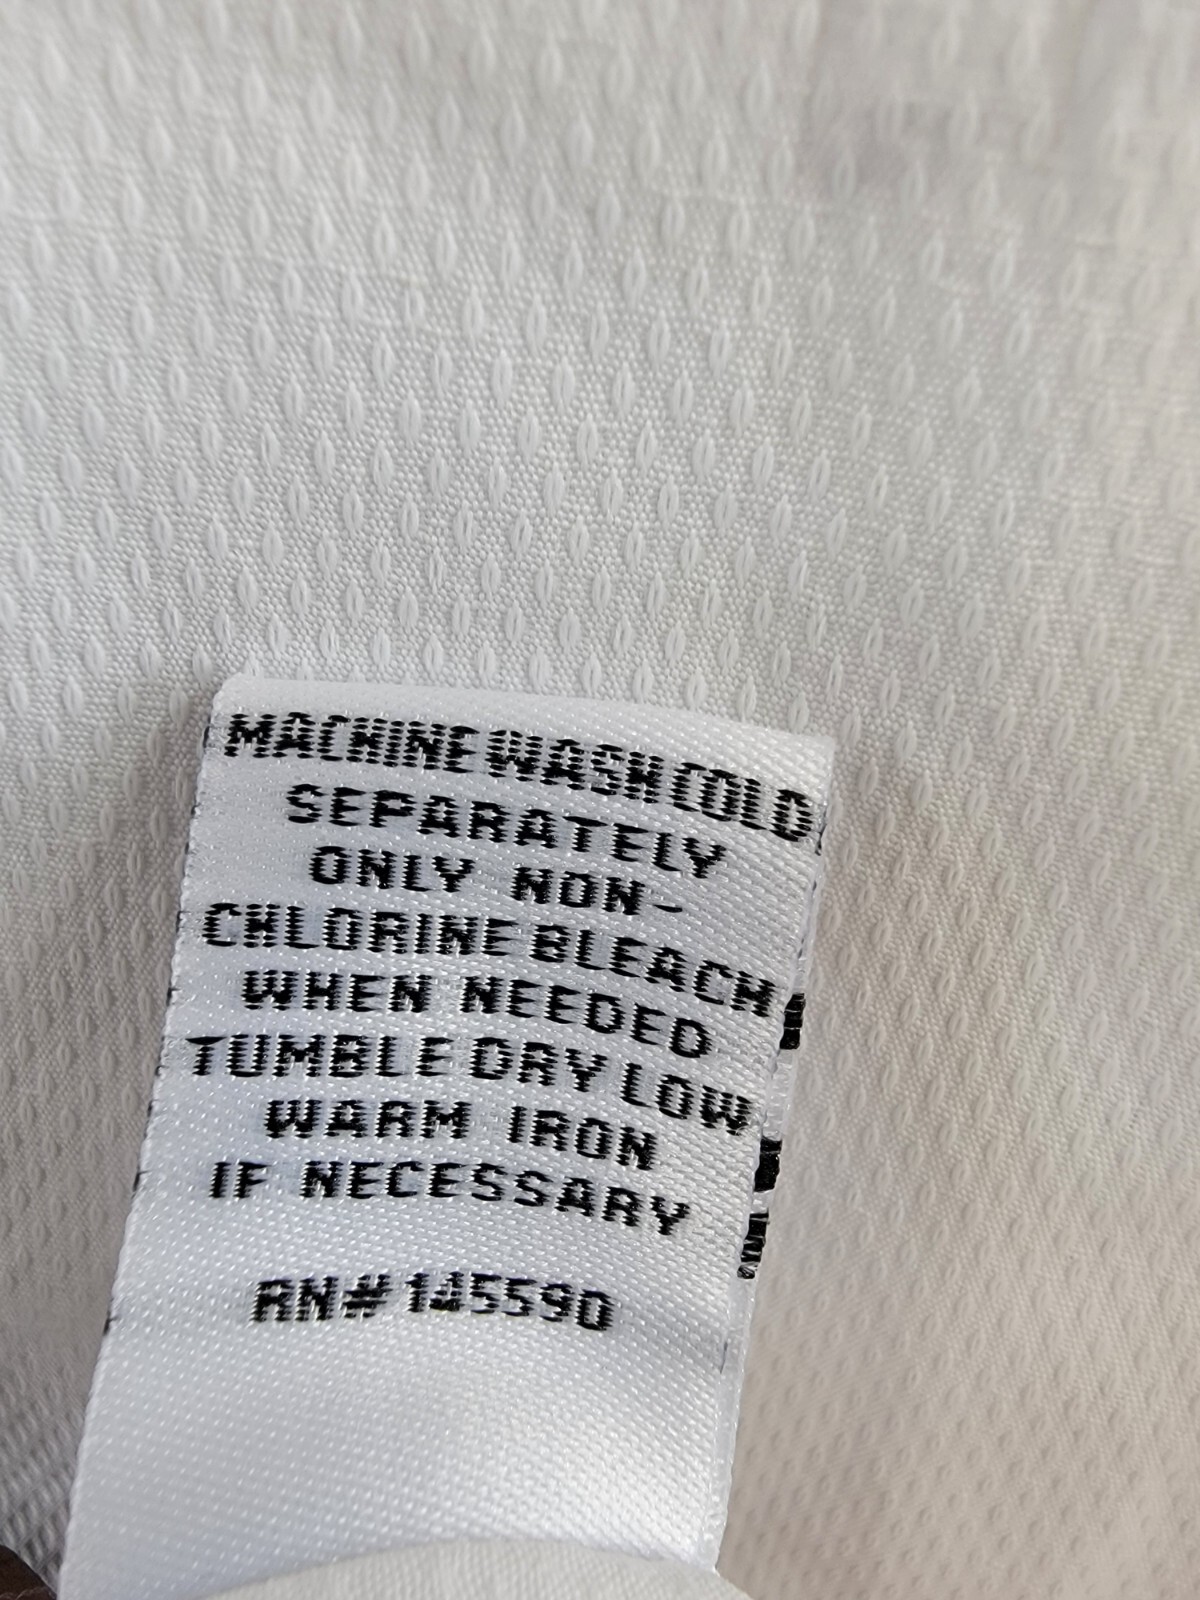 MACHINE WASH COLD
SEPARATELY
ONLY NON-
CHLORINE BLEACH
WHEN NEEDED
TUMBLE DRY LOW
WARM IRON
IF NECESSARY
RN# 145590